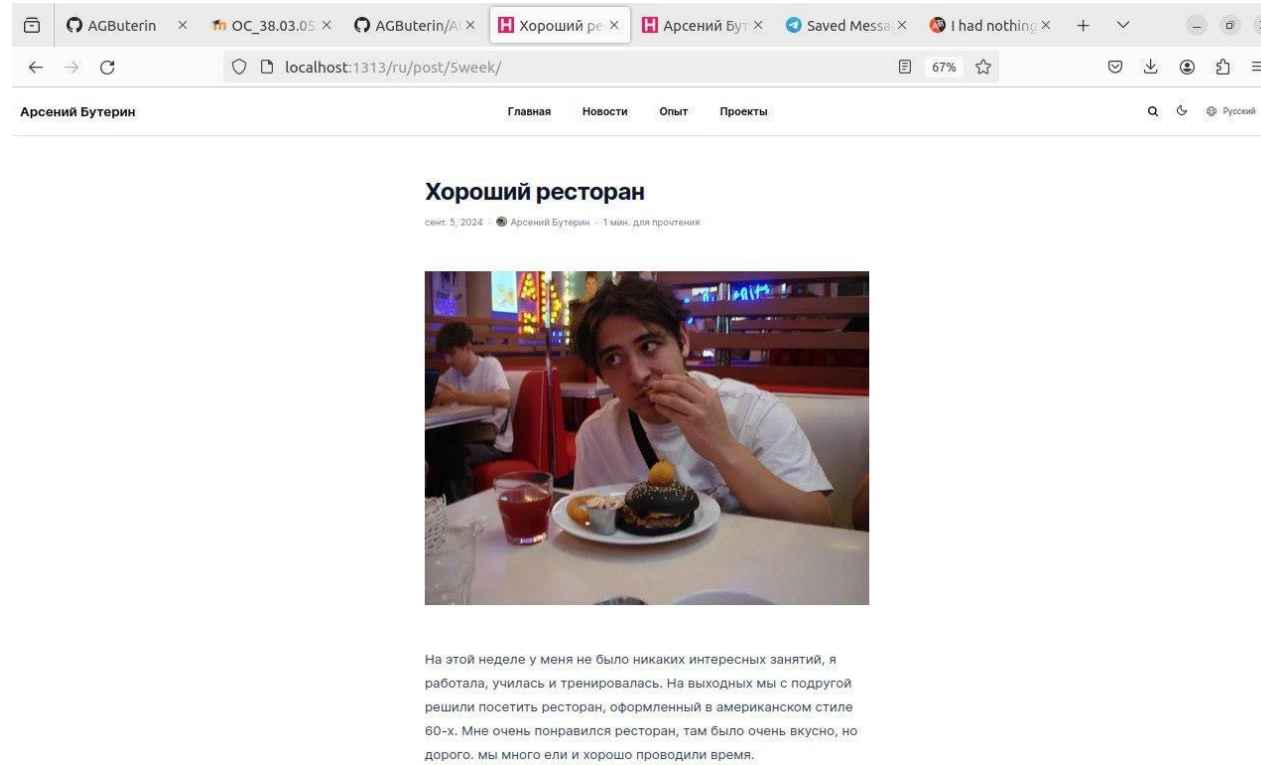 AGButerin
OC_38.03.05
AGButerin/A
Хороший ре
Арсений Бут
Saved Messa
I had nothing
localhost:1313/ru/post/5week/
67%
Арсений Бутерин
Главная Новости Опыт Проекты
Русский
Хороший ресторан
сент. 5, 2024 · Арсений Бутерин · 1 мин. для прочтения
На этой неделе у меня не было никаких интересных занятий, я
работала, училась и тренировалась. На выходных мы с подругой
решили посетить ресторан, оформленный в американском стиле
60-х. Мне очень понравился ресторан, там было очень вкусно, но
дорого. мы много ели и хорошо проводили время.